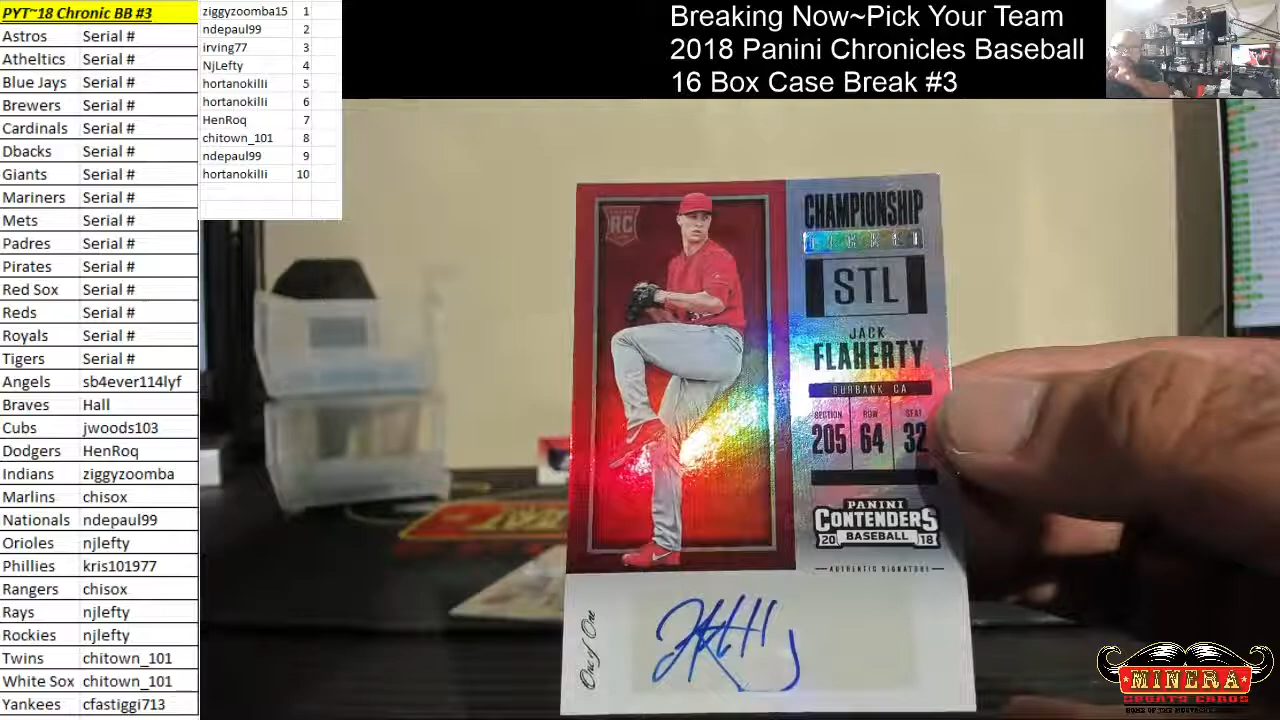 PYT~18 Chronic BB #3
Astros Serial #
Atheltics Serial #
Blue Jays Serial #
Brewers Serial #
Cardinals Serial #
Dbacks Serial #
Giants Serial #
Mariners Serial #
Mets Serial #
Padres Serial #
Pirates Serial #
Red Sox Serial #
Reds Serial #
Royals Serial #
Tigers Serial #
Angels sb4ever114lyf
Braves Hall
Cubs jwoods103
Dodgers HenRoq
Indians ziggyzoomba
Marlins chisox
Nationals ndepaul99
Orioles njlefty
Phillies kris101977
Rangers chisox
Rays njlefty
Rockies njlefty
Twins chitown_101
White Sox chitown_101
Yankees cfastiggi713
ziggyzoomba15 1
ndepaul99 2
irving77 3
NjLefty 4
hortanokilli 5
hortanokilli 6
HenRoq 7
chitown_101 8
ndepaul99 9
hortanokilli 10
Breaking Now~Pick Your Team
2018 Panini Chronicles Baseball
16 Box Case Break #3
RC
CHAMPIONSHIP
TICKET
STL
JACK
FLAHERTY
BURBANK CA
SECTION ROW SEAT
205 64 32
PANINI
CONTENDERS
20 BASEBALL 18
AUTHENTIC SIGNATURE
One of One
MINERA
SPORTS CARDS
HOME OF THE MUSTACHE